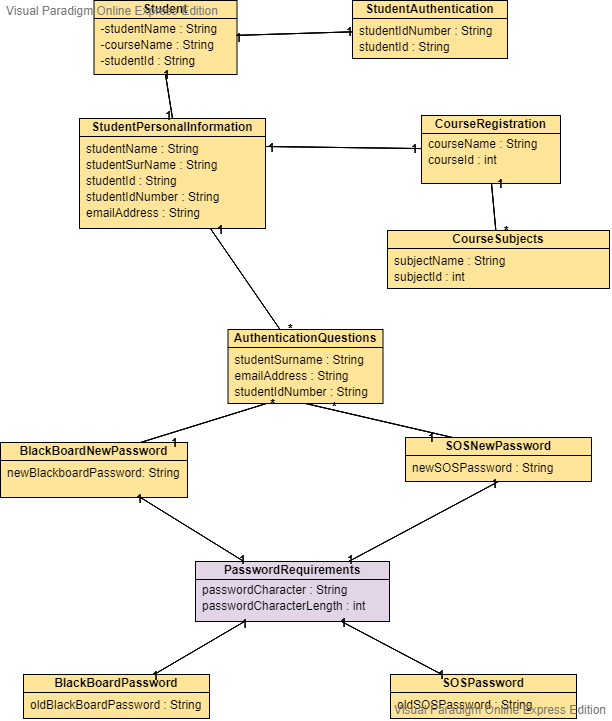 Visual Paradigm Online Express Edition
Student
-studentName : String
-courseName : String
-studentId : String
1
1
StudentAuthentication
studentIdNumber : String
studentId : String
1
1
StudentPersonalInformation
studentName : String
studentSurName : String
studentId : String
studentIdNumber : String
emailAddress : String
1
1
CourseRegistration
courseName : String
courseId : int
1
*
CourseSubjects
subjectName : String
subjectId : int
1
*
AuthenticationQuestions
studentSurname : String
emailAddress : String
studentIdNumber : String
*
*
1
1
BlackBoardNewPassword
newBlackboardPassword: String
SOSNewPassword
newSOSPassword : String
1
1
1
1
PasswordRequirements
passwordCharacter : String
passwordCharacterLength : int
1
1
1
1
BlackBoardPassword
oldBlackBoardPassword : String
SOSPassword
oldSOSPassword : String
Visual Paradigm Online Express Edition